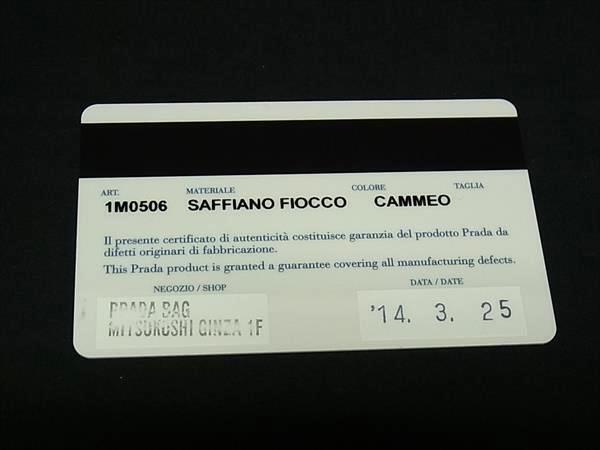 ART. MATERIALE COLORE TAGLIA
1M0506 SAFFIANO FIOCCO CAMMEO
Il presente certificato di autenticità costituisce garanzia del prodotto Prada da
difetti originari di fabbricazione.
This Prada product is granted a guarantee covering all manufacturing defects.
NEGOZIO / SHOP DATA / DATE
PRADA BAG
MITSUKOSHI GINZA 1F
'14. 3. 25